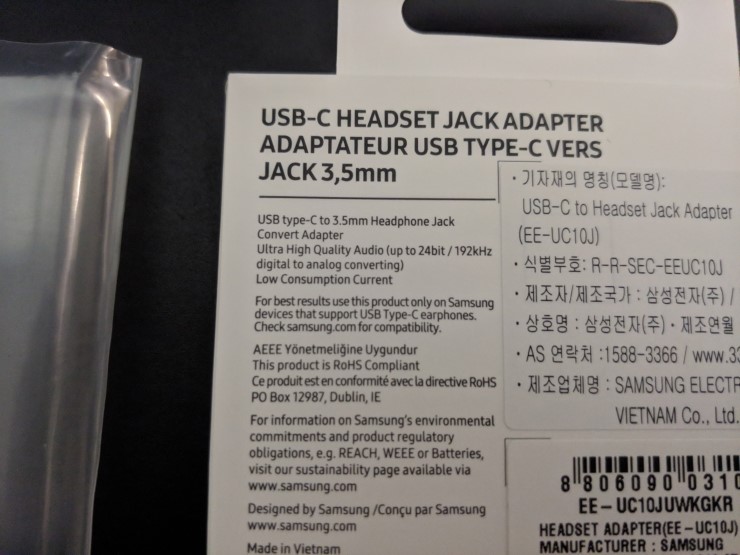 USB-C HEADSET JACK ADAPTER
ADAPTATEUR USB TYPE-C VERS
JACK 3,5mm
USB type-C to 3.5mm Headphone Jack
Convert Adapter
Ultra High Quality Audio (up to 24bit / 192kHz
digital to analog converting)
Low Consumption Current
For best results use this product only on Samsung
devices that support USB Type-C earphones.
Check samsung.com for compatibility.
AEEE Yönetmeliğine Uygundur
This product is RoHS Compliant
Ce produit est en conformité avec la directive RoHS
PO Box 12987, Dublin, IE
For information on Samsung's environmental
commitments and product regulatory
obligations, e.g. REACH, WEEE or Batteries,
visit our sustainability page available via
www.samsung.com
Designed by Samsung /Conçu par Samsung
www.samsung.com
Made in Vietnam
• 기자재의 명칭(모델명):
USB-C to Headset Jack Adapter
(EE-UC10J)
• 식별부호: R-R-SEC-EEUC10J
• 제조자/제조국가 : 삼성전자(주) /
• 상호명 : 삼성전자(주) • 제조연월
• AS 연락처 :1588-3366 / www.33
• 제조업체명 : SAMSUNG ELECTR
VIETNAM Co., Ltd.
8 806090 0310
EE-UC10JUWKGKR
HEADSET ADAPTER(EE-UC10J)
MANUFACTURER : SAMSUNG